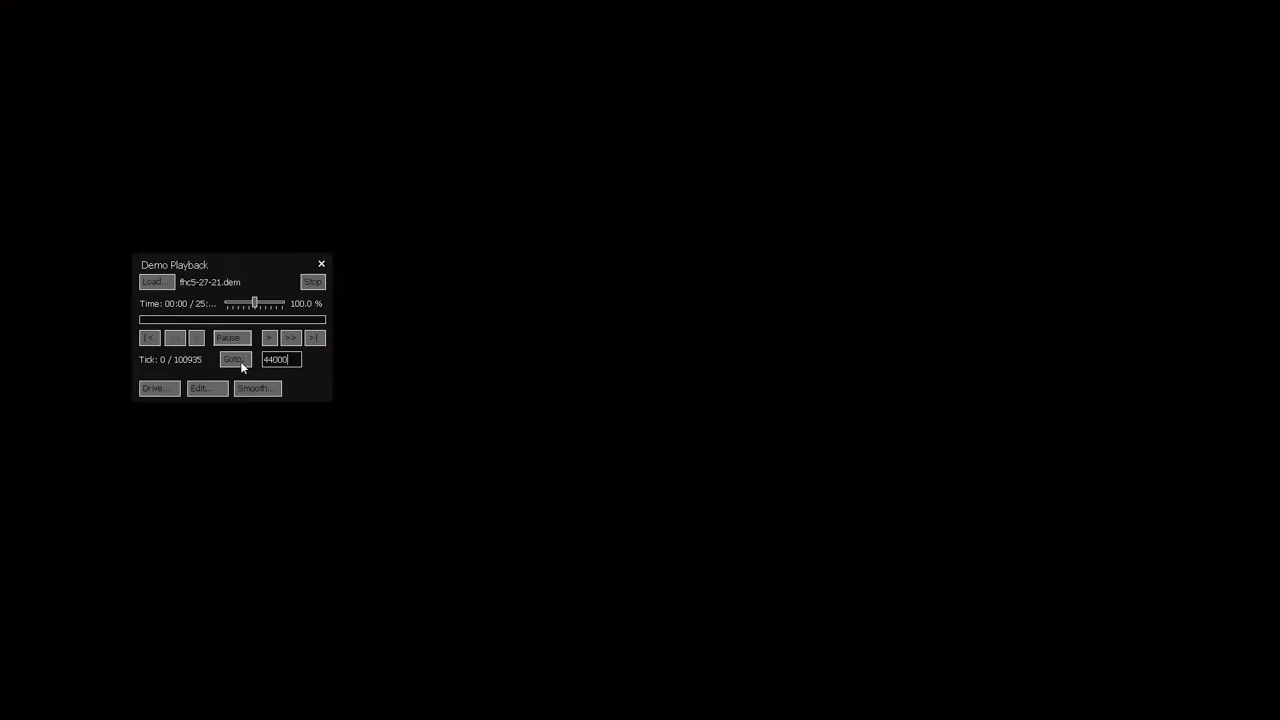 Demo Playback
Load... fhc5-27-21.dem Stop
Time: 00:00 / 25:... 100.0 %
|< Pause > >> >|
Tick: 0 / 100935 Goto: 44000
Drive... Edit... Smooth...